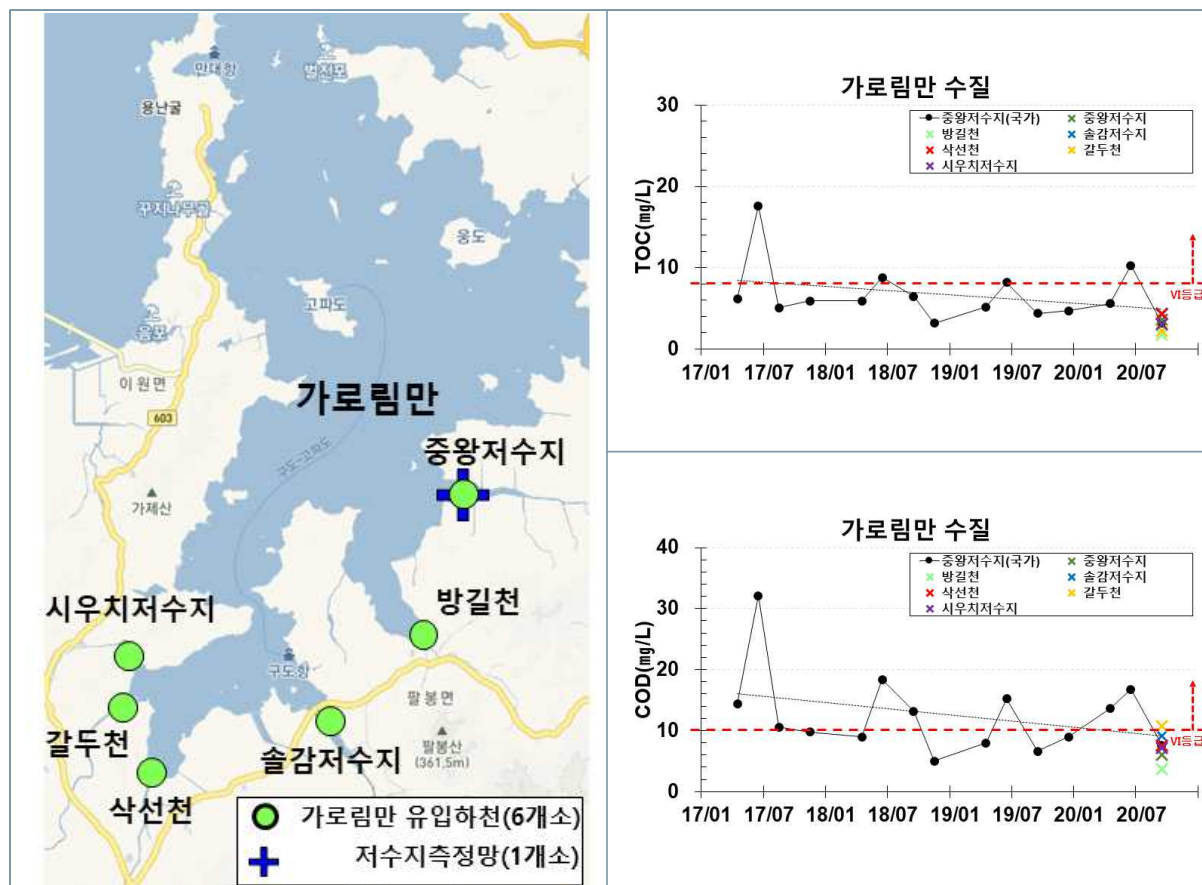 만대항
벌천포
용난굴
꾸지나무골
웅도
고파도
음포
이원면
603
가로림만
구도-고파도
중왕저수지
가제산
시우치저수지
방길천
구도항
팔봉면
갈두천
솔감저수지
팔봉산
(361.5m)
삭선천
가로림만 유입하천(6개소)
저수지측정망(1개소)
가로림만 수질
30
20
10
0
TOC(㎎/L)
중왕저수지(국가)
중왕저수지
방길천
솔감저수지
삭선천
갈두천
시우치저수지
VI등급
17/01 17/07 18/01 18/07 19/01 19/07 20/01 20/07
가로림만 수질
40
30
20
10
0
COD(㎎/L)
중왕저수지(국가)
중왕저수지
방길천
솔감저수지
삭선천
갈두천
시우치저수지
VI등급
17/01 17/07 18/01 18/07 19/01 19/07 20/01 20/07